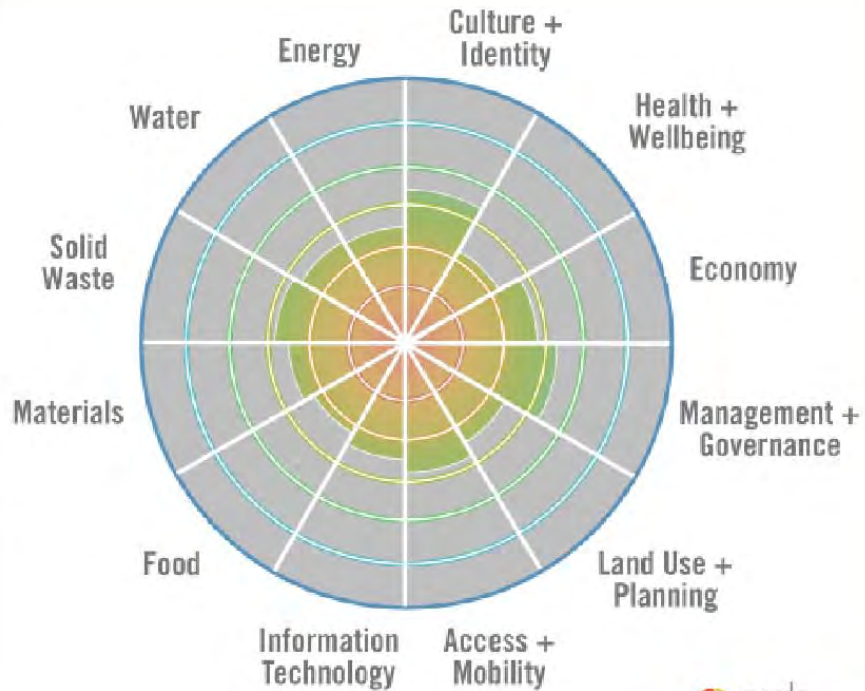 Energy
Culture +
Identity
Water
Health +
Wellbeing
Solid
Waste
Economy
Materials
Management +
Governance
Food
Land Use +
Planning
Information
Technology
Access +
Mobility